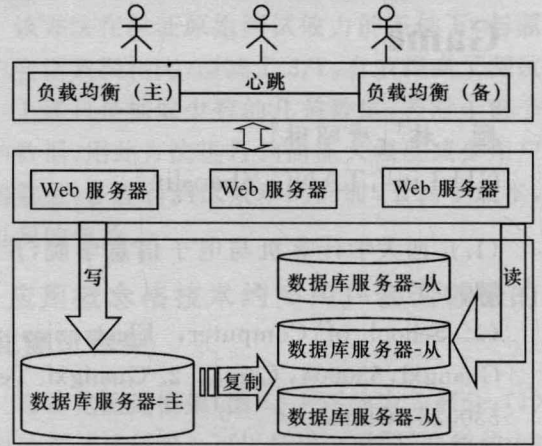 心跳
负载均衡（主）
负载均衡（备）
Web 服务器
Web 服务器
Web 服务器
写
读
数据库服务器-从
数据库服务器-从
复制
数据库服务器-主
数据库服务器-从